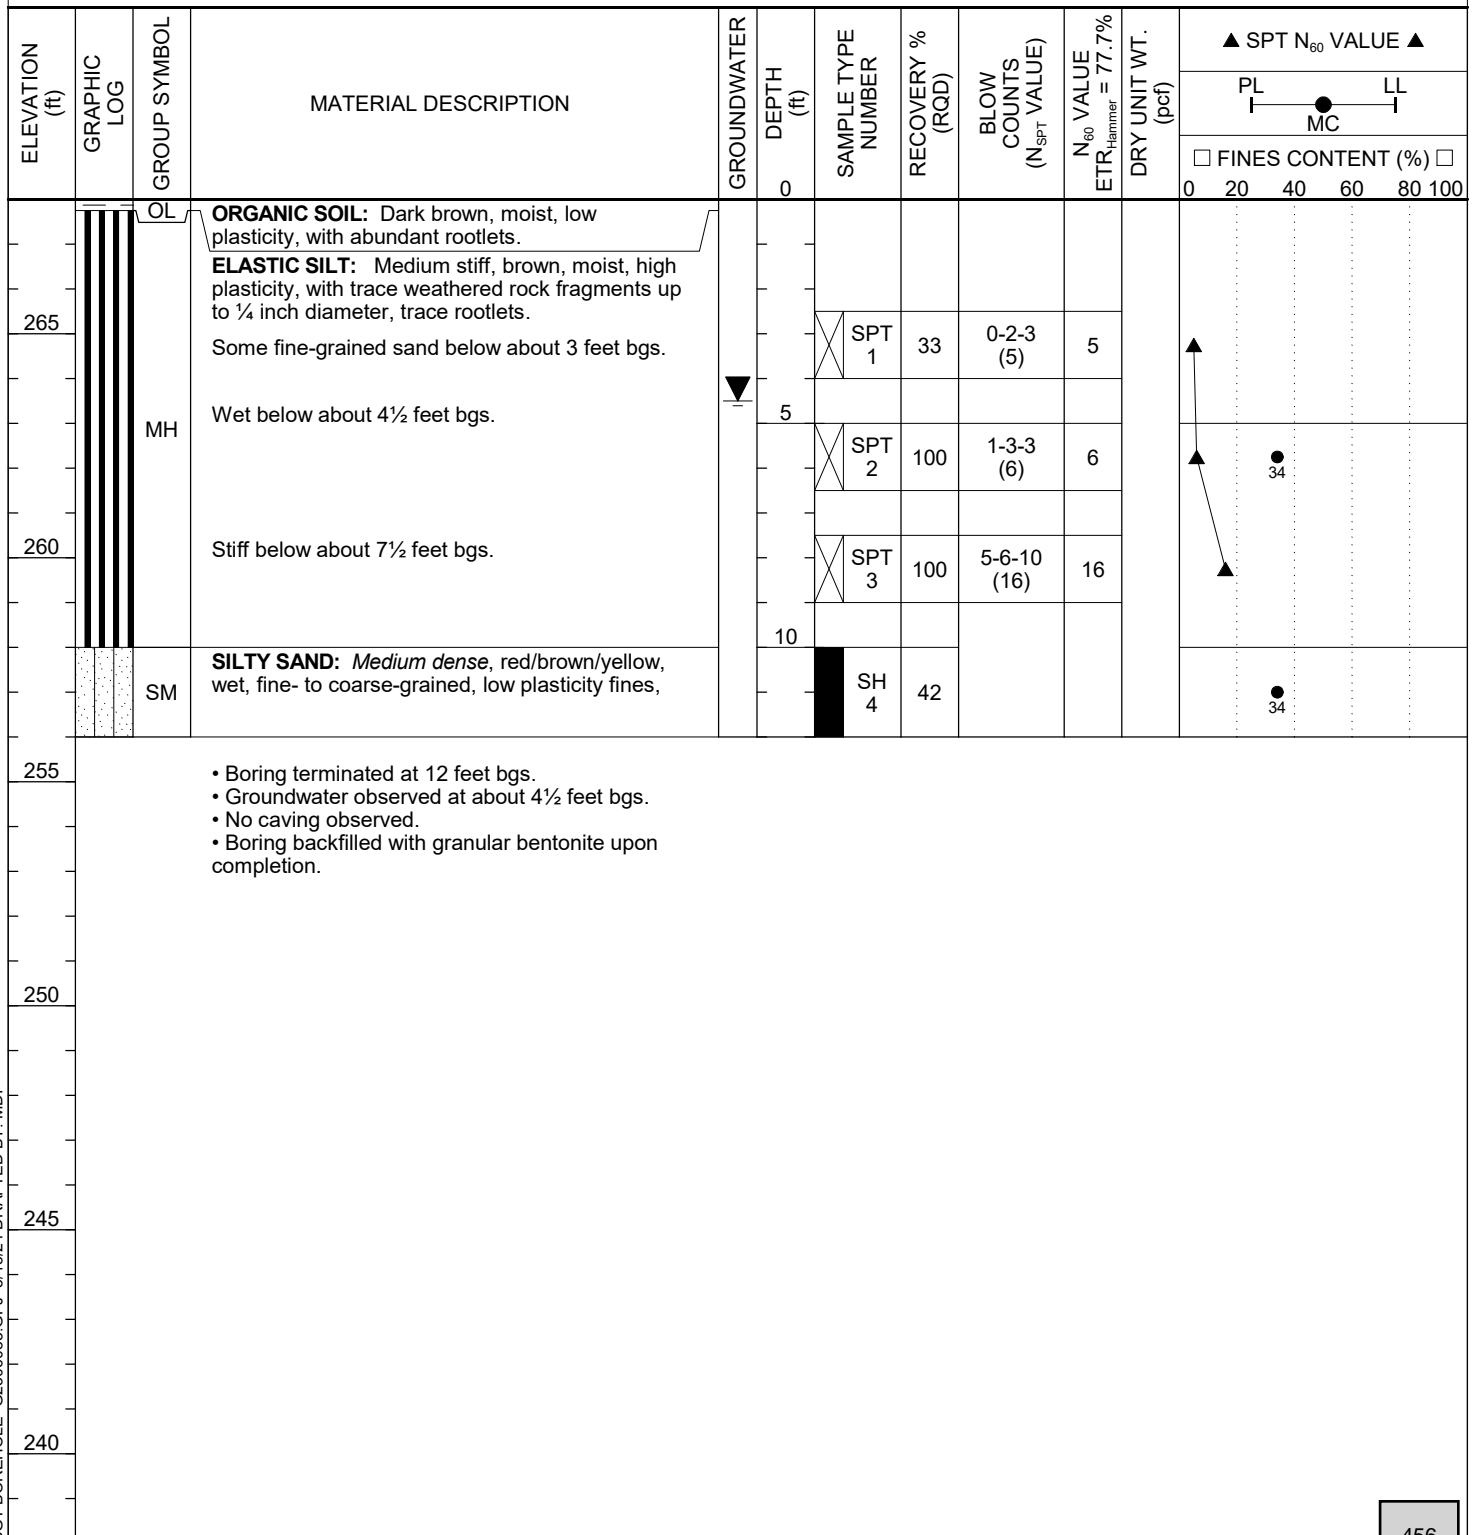 ELEVATION
(ft)
GRAPHIC
LOG
GROUP SYMBOL
MATERIAL DESCRIPTION
GROUNDWATER
DEPTH
(ft)
0
SAMPLE TYPE
NUMBER
RECOVERY %
(RQD)
BLOW
COUNTS
(N_SPT VALUE)
N60 VALUE
ETR_Hammer = 77.7%
DRY UNIT WT.
(pcf)
▲ SPT N60 VALUE ▲
PL LL
MC
□ FINES CONTENT (%) □
0 20 40 60 80 100
OL
ORGANIC SOIL: Dark brown, moist, low
plasticity, with abundant rootlets.
ELASTIC SILT: Medium stiff, brown, moist, high
plasticity, with trace weathered rock fragments up
to ¼ inch diameter, trace rootlets.
265
Some fine-grained sand below about 3 feet bgs.
SPT
1
33
0-2-3
(5)
5
Wet below about 4½ feet bgs.
5
MH
SPT
2
100
1-3-3
(6)
6
34
260
Stiff below about 7½ feet bgs.
SPT
3
100
5-6-10
(16)
16
10
SM
SILTY SAND: Medium dense, red/brown/yellow,
wet, fine- to coarse-grained, low plasticity fines,
SH
4
42
34
255
• Boring terminated at 12 feet bgs.
• Groundwater observed at about 4½ feet bgs.
• No caving observed.
• Boring backfilled with granular bentonite upon
completion.
250
245
240
456